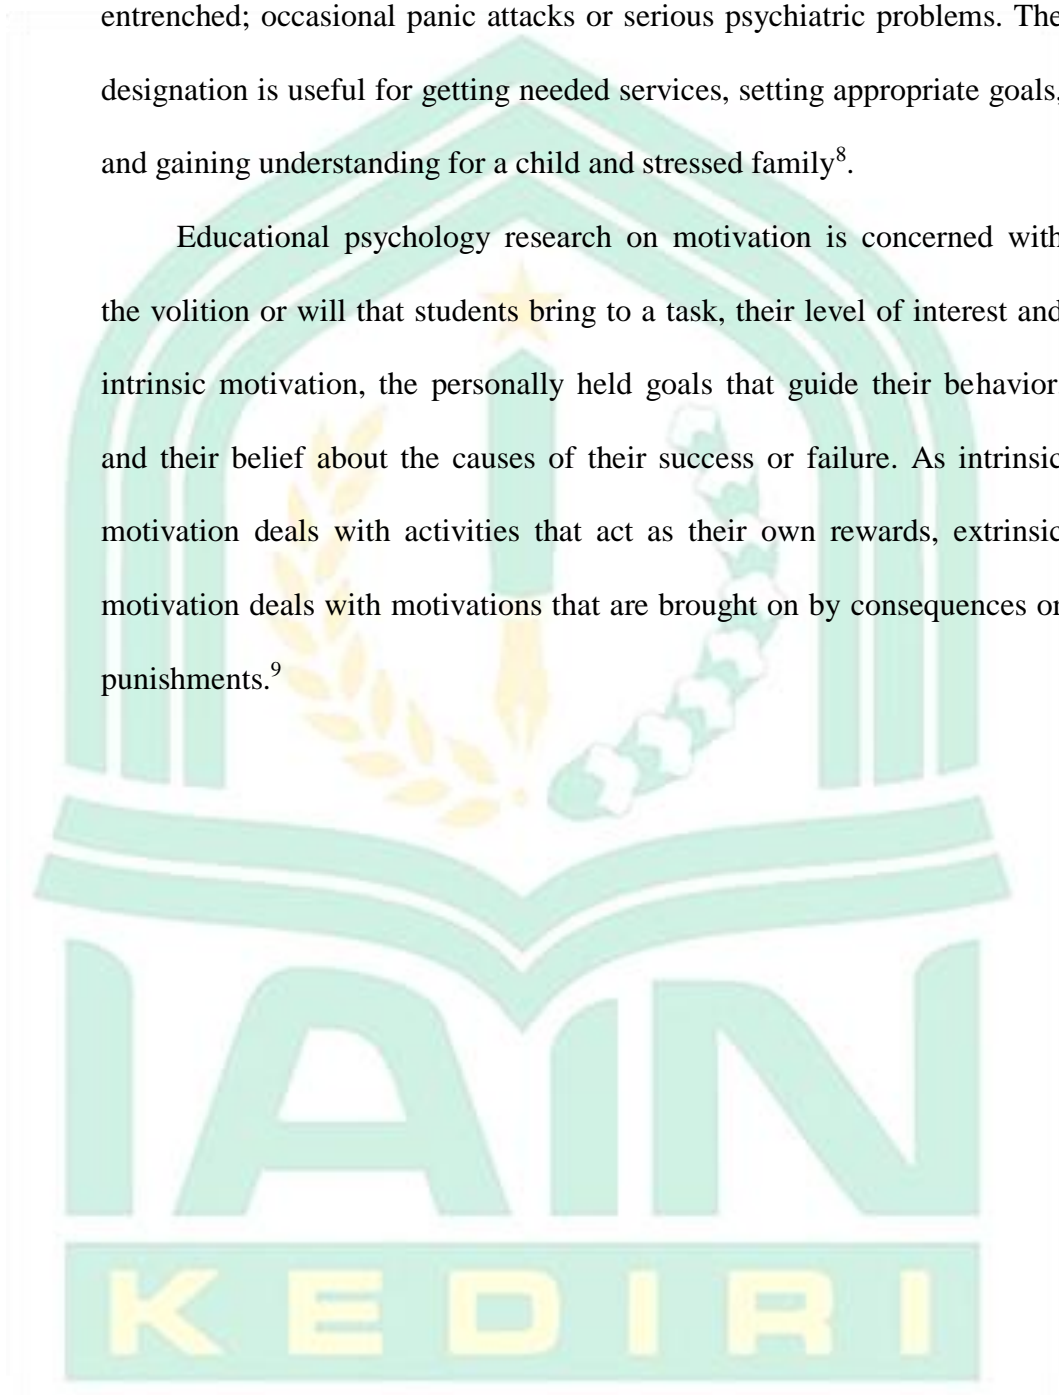 entrenched; occasional panic attacks or serious psychiatric problems. The
designation is useful for getting needed services, setting appropriate goals,
and gaining understanding for a child and stressed family⁸.
Educational psychology research on motivation is concerned with
the volition or will that students bring to a task, their level of interest and
intrinsic motivation, the personally held goals that guide their behavior,
and their belief about the causes of their success or failure. As intrinsic
motivation deals with activities that act as their own rewards, extrinsic
motivation deals with motivations that are brought on by consequences or
punishments.⁹
IAIN
KEDIRI